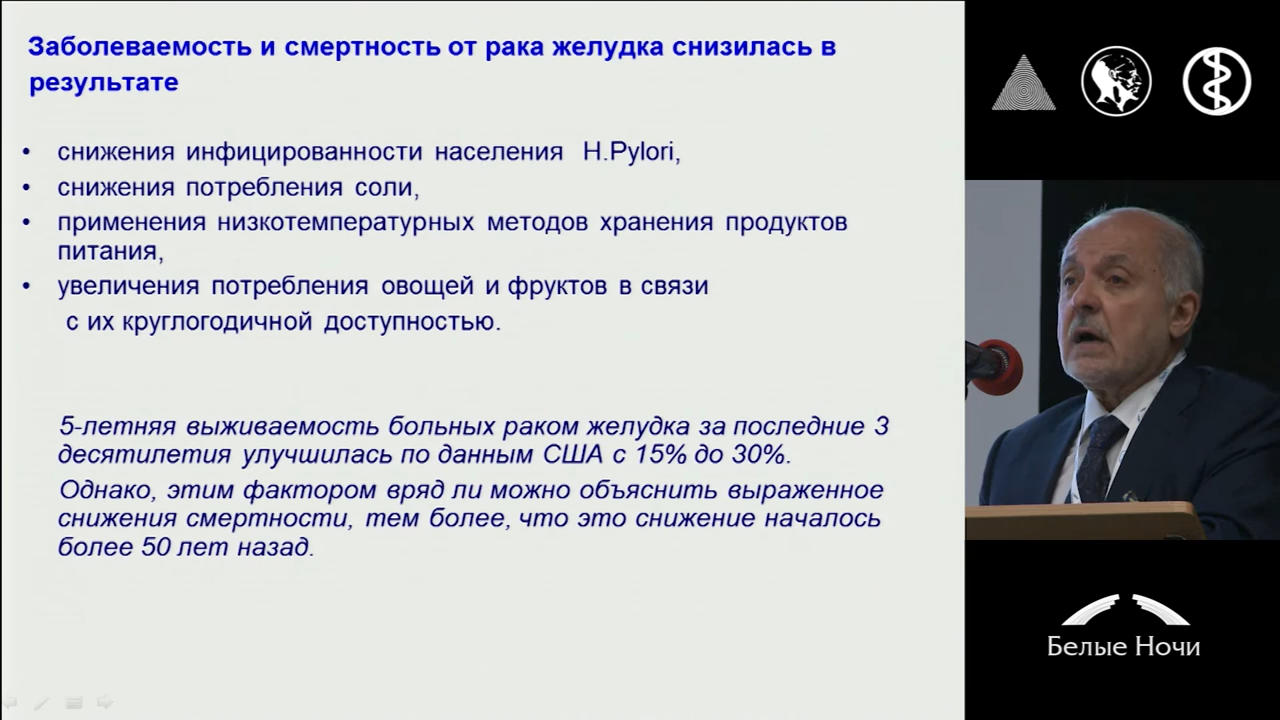 Заболеваемость и смертность от рака желудка снизилась в
результате
• снижения инфицированности населения H.Pylori,
• снижения потребления соли,
• применения низкотемпературных методов хранения продуктов
питания,
• увеличения потребления овощей и фруктов в связи
с их круглогодичной доступностью.
5-летняя выживаемость больных раком желудка за последние 3
десятилетия улучшилась по данным США с 15% до 30%.
Однако, этим фактором вряд ли можно объяснить выраженное
снижения смертности, тем более, что это снижение началось
более 50 лет назад.
Белые Ночи